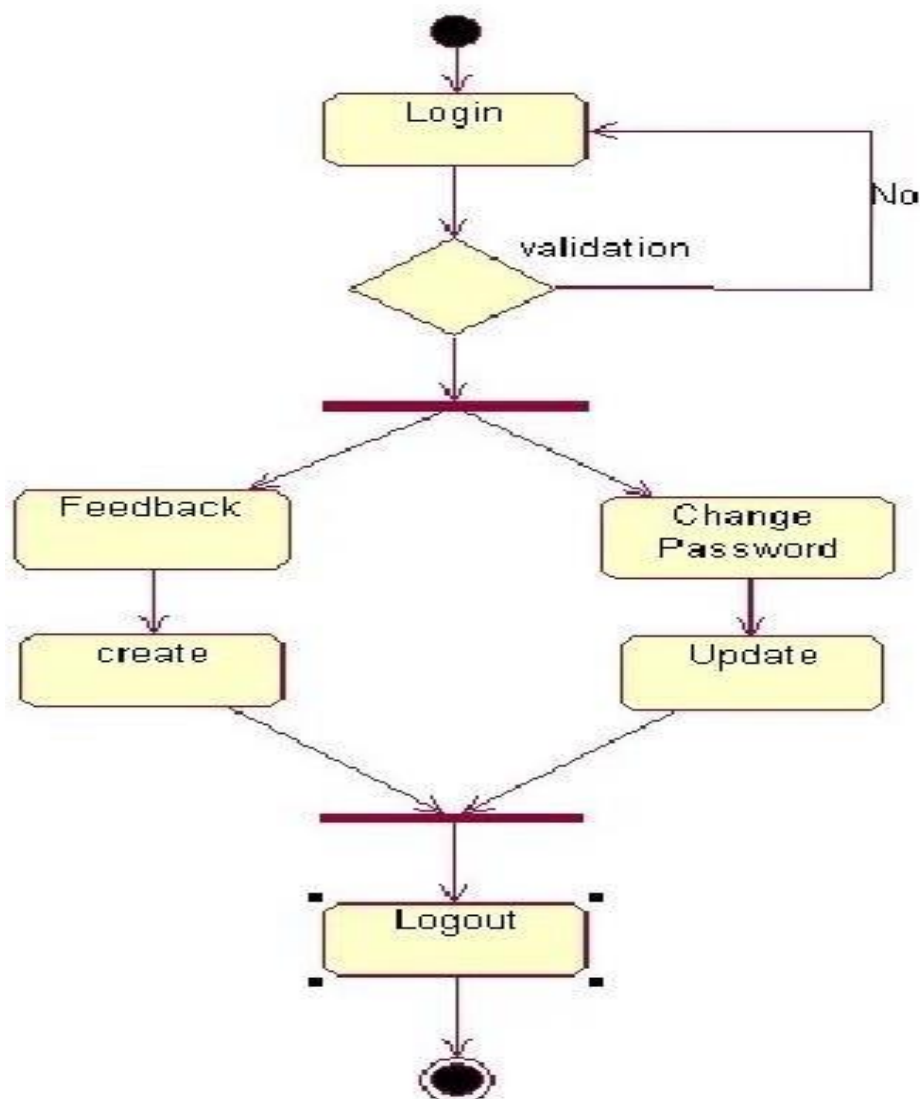 Login
No
validation
Feedback
Change
Password
create
Update
Logout